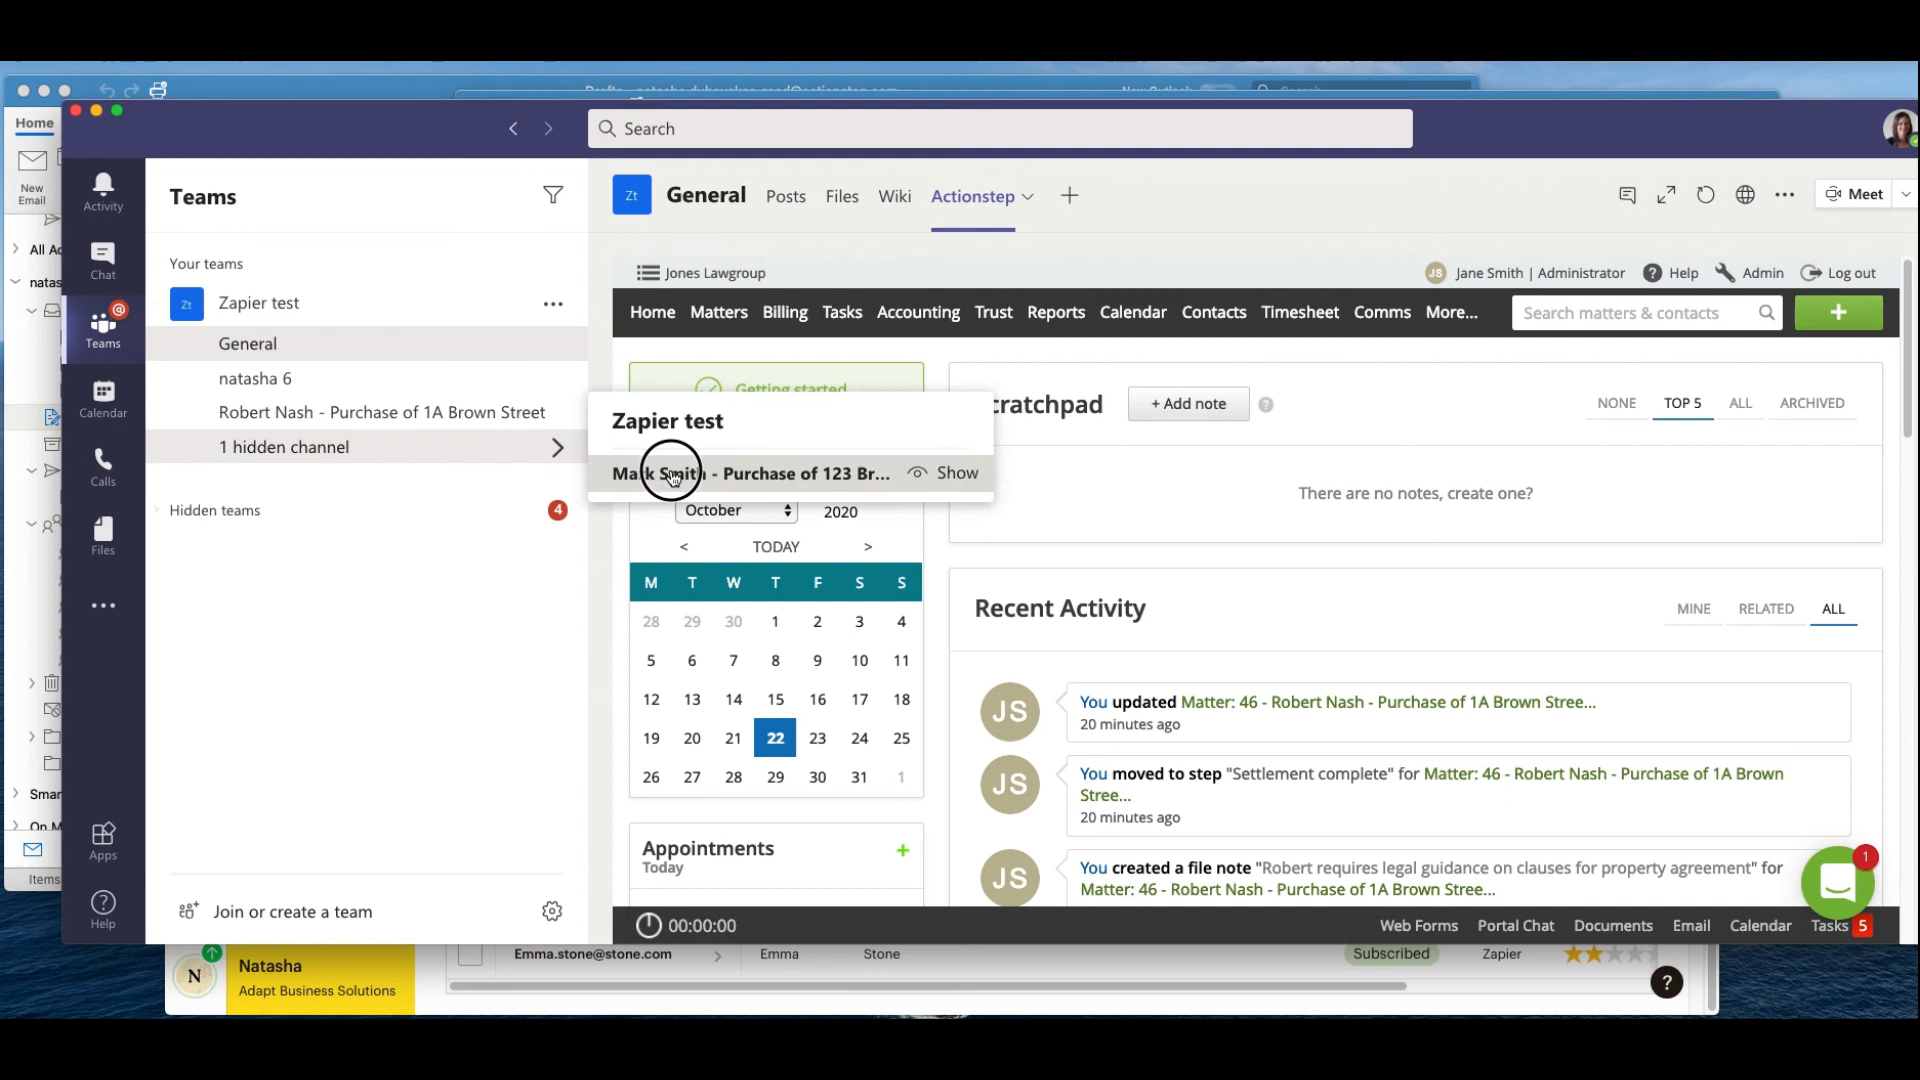 Home
New
Email
All Ac
natas
Smar
On M
Items
Search
Activity
Chat
Teams
Calendar
Calls
Files
Apps
Help
Teams
Your teams
Zt Zapier test
General
natasha 6
Robert Nash - Purchase of 1A Brown Street
1 hidden channel
Hidden teams 4
Join or create a team
Zt General Posts Files Wiki Actionstep
Meet
Jones Lawgroup
JS Jane Smith | Administrator Help Admin Log out
Home Matters Billing Tasks Accounting Trust Reports Calendar Contacts Timesheet Comms More...
Search matters & contacts +
Getting started
Zapier test
Mark Smith - Purchase of 123 Br... Show
October 2020
< TODAY >
M T W T F S S
28 29 30 1 2 3 4
5 6 7 8 9 10 11
12 13 14 15 16 17 18
19 20 21 22 23 24 25
26 27 28 29 30 31 1
Appointments +
Today
cratchpad + Add note ?
NONE TOP 5 ALL ARCHIVED
There are no notes, create one?
Recent Activity
MINE RELATED ALL
JS
You updated Matter: 46 - Robert Nash - Purchase of 1A Brown Stree...
20 minutes ago
JS
You moved to step "Settlement complete" for Matter: 46 - Robert Nash - Purchase of 1A Brown
Stree...
20 minutes ago
JS
You created a file note "Robert requires legal guidance on clauses for property agreement" for
Matter: 46 - Robert Nash - Purchase of 1A Brown Stree...
1
00:00:00
Web Forms Portal Chat Documents Email Calendar Tasks 5
N
Natasha
Adapt Business Solutions
Emma.stone@stone.com Emma Stone Subscribed Zapier
?